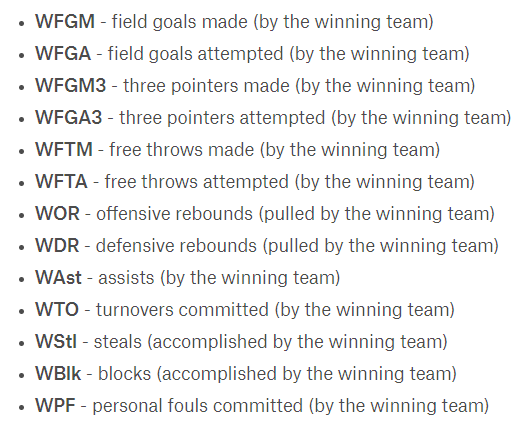 • WFGM - field goals made (by the winning team)
• WFGA - field goals attempted (by the winning team)
• WFGM3 - three pointers made (by the winning team)
• WFGA3 - three pointers attempted (by the winning team)
• WFTM - free throws made (by the winning team)
• WFTA - free throws attempted (by the winning team)
• WOR - offensive rebounds (pulled by the winning team)
• WDR - defensive rebounds (pulled by the winning team)
• WAst - assists (by the winning team)
• WTO - turnovers committed (by the winning team)
• WStl - steals (accomplished by the winning team)
• WBlk - blocks (accomplished by the winning team)
• WPF - personal fouls committed (by the winning team)